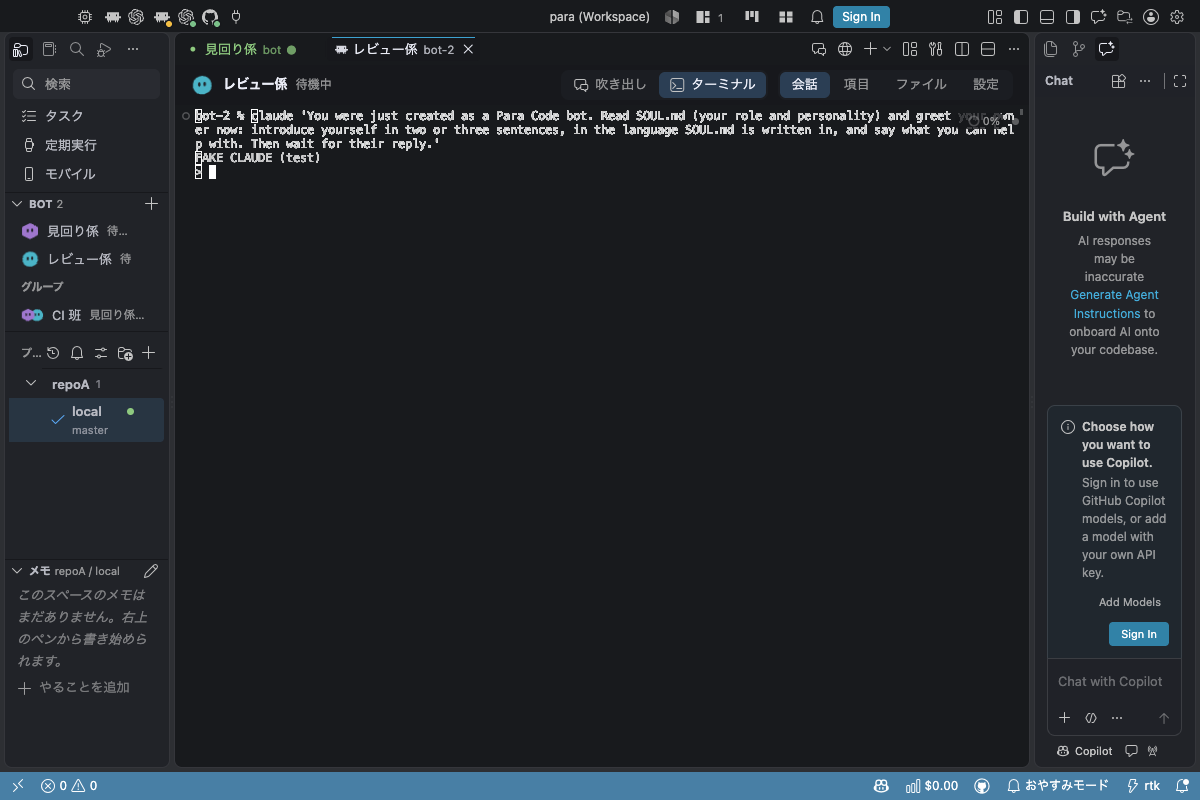 para (Workspace)
1
Sign In
見回り係 bot
レビュー係 bot-2
検索
タスク
定期実行
モバイル
BOT 2
見回り係 待...
レビュー係 待
グループ
CI 班 見回り係...
プ...
repoA 1
local
master
メモ repoA / local
このスペースのメモは
まだありません。右上
のペンから書き始めら
れます。
やることを追加
レビュー係 待機中
吹き出し
ターミナル
会話
項目
ファイル
設定
bot-2 % claude 'You were just created as a Para Code bot. Read SOUL.md (your role and personality) and greet your own
er now: introduce yourself in two or three sentences, in the language SOUL.md is written in, and say what you can hel
p with. Then wait for their reply.'
FAKE CLAUDE (test)
>
0%
Chat
Build with Agent
AI responses
may be
inaccurate
Generate Agent
Instructions to
onboard AI onto
your codebase.
Choose how
you want to
use Copilot.
Sign in to use
GitHub Copilot
models, or add
a model with
your own API
key.
Add Models
Sign In
Chat with Copilot
Copilot
0
0
$0.00
おやすみモード
rtk